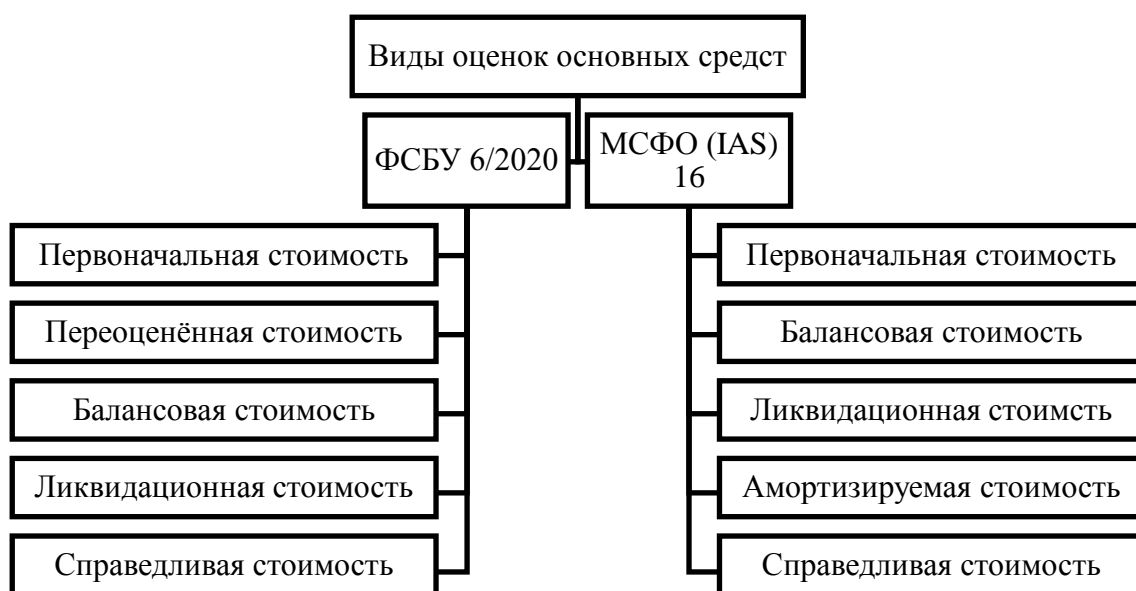 Виды оценок основных средст
ФСБУ 6/2020
МСФО (IAS)
16
Первоначальная стоимость
Переоценённая стоимость
Балансовая стоимость
Ликвидационная стоимость
Справедливая стоимость
Первоначальная стоимость
Балансовая стоимость
Ликвидационная стоимсть
Амортизируемая стоимость
Справедливая стоимость